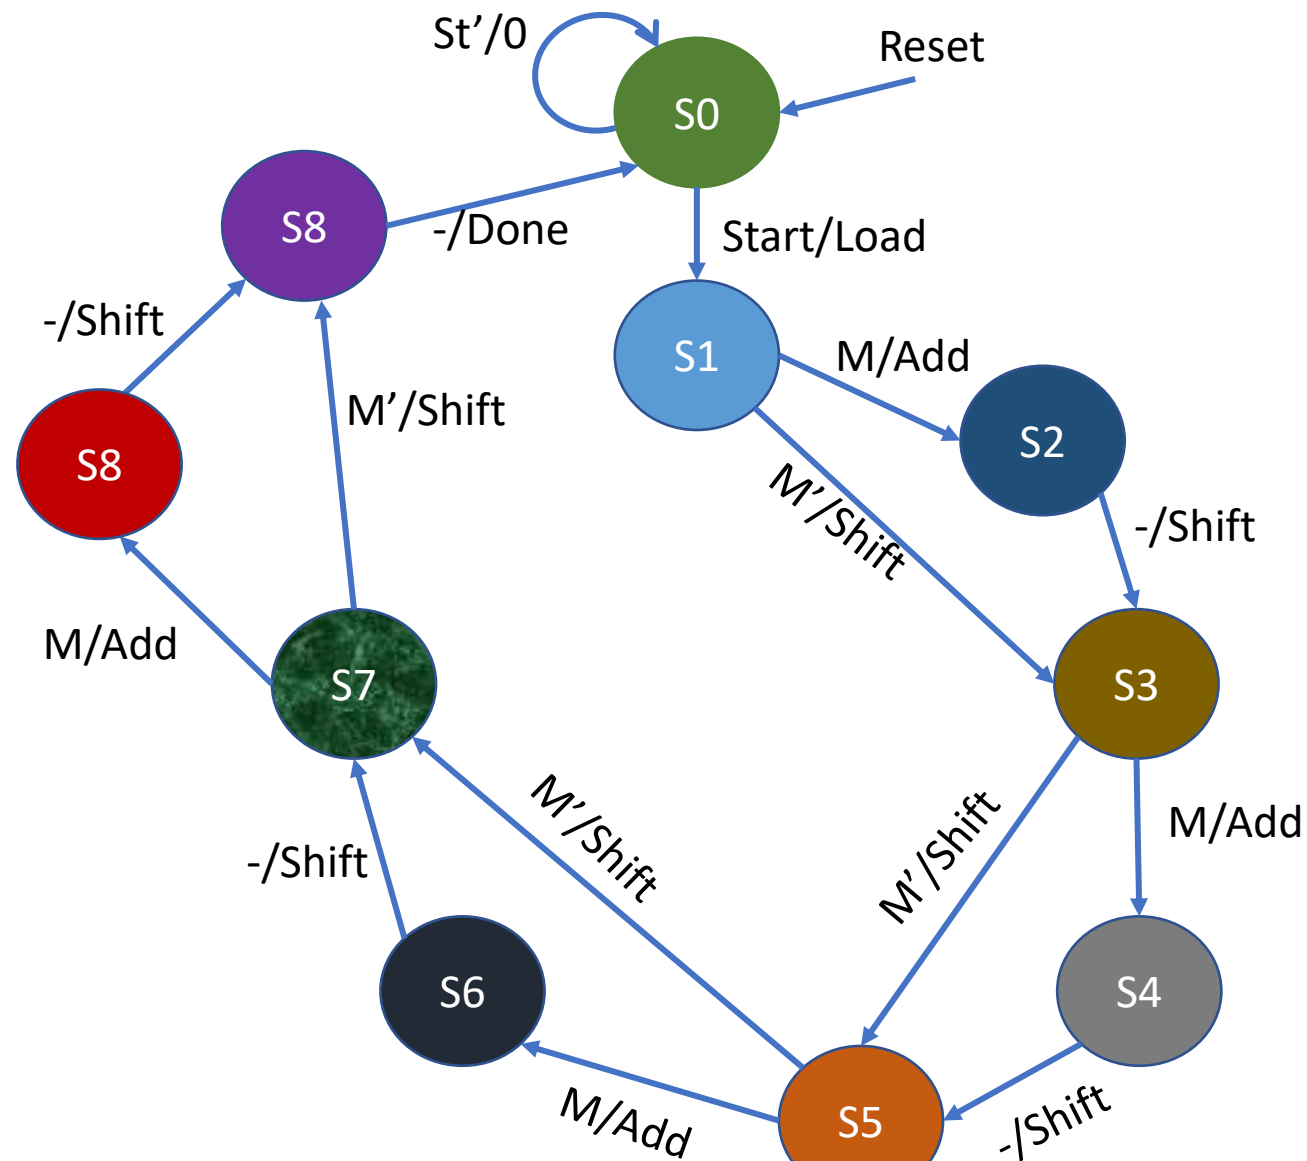 St’/0
Reset
S0
S8
-/Done
Start/Load
-/Shift
S1
M/Add
M’/Shift
S2
S8
M’/Shift
-/Shift
M/Add
S7
S3
M’/Shift
M’/Shift
M/Add
-/Shift
S6
S4
M/Add
S5
-/Shift